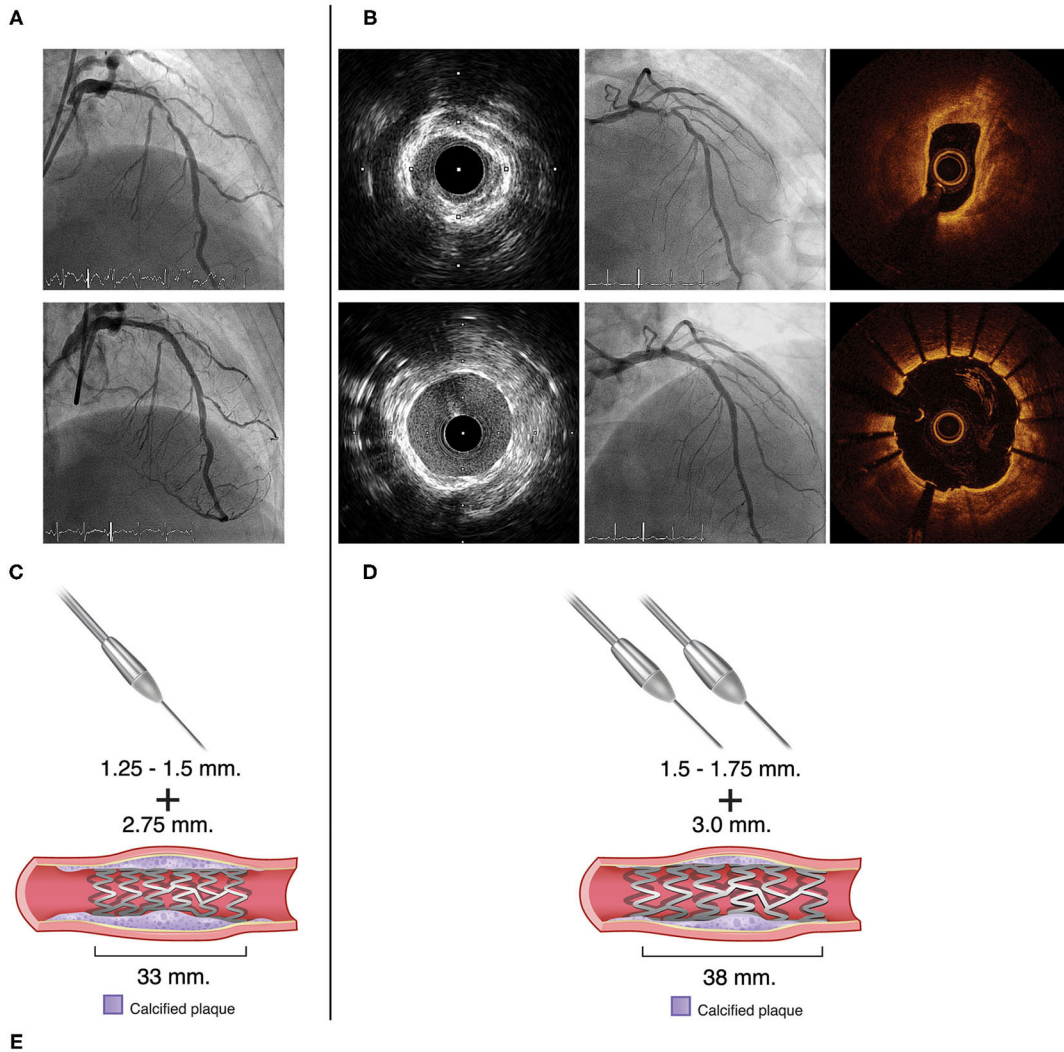 A
B
C
D
1.25 - 1.5 mm.
+
2.75 mm.
33 mm.
Calcified plaque
1.5 - 1.75 mm.
+
3.0 mm.
38 mm.
Calcified plaque
E